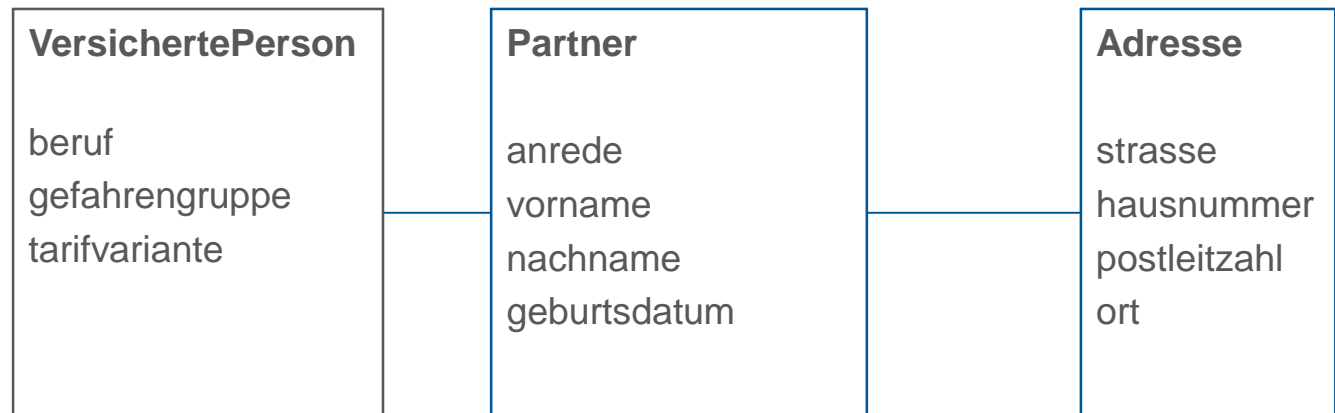 VersichertePerson
beruf
gefahrengruppe
tarifvariante
Partner
anrede
vorname
nachname
geburtsdatum
Adresse
strasse
hausnummer
postleitzahl
ort